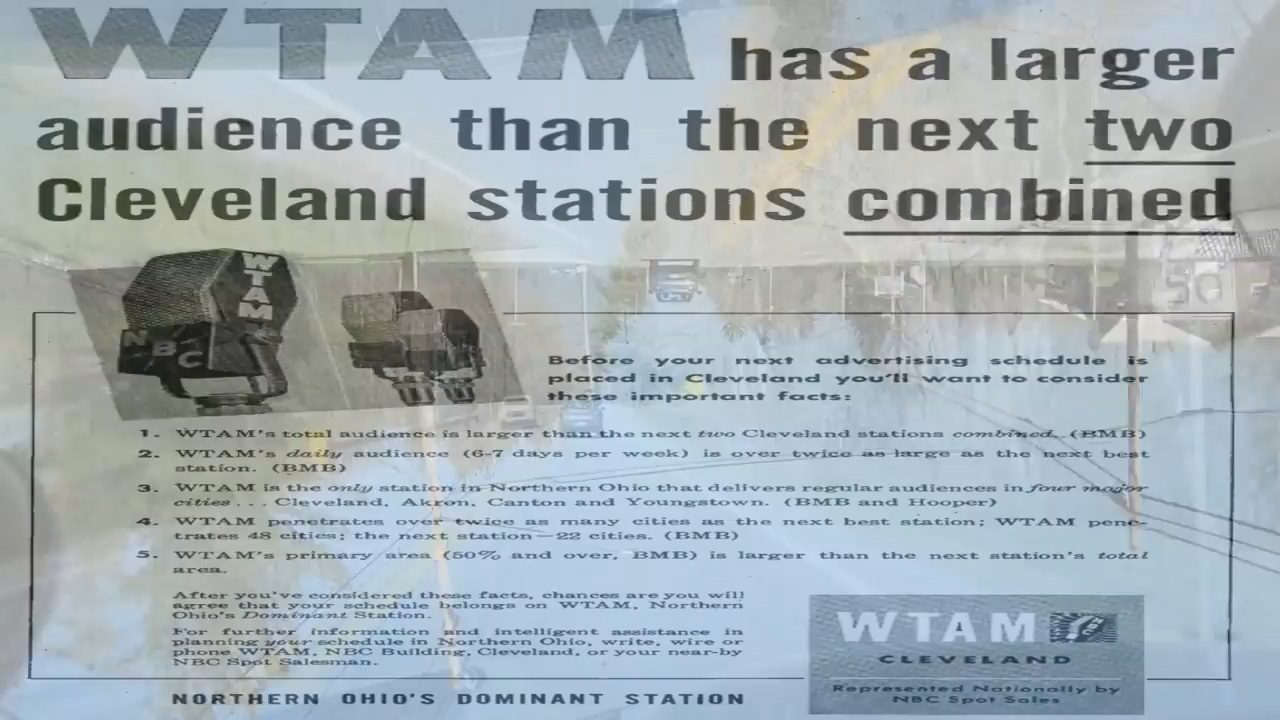 WTAM has a larger
audience than the next two
Cleveland stations combined
WTAM
NBC
Before your next advertising schedule is
placed in Cleveland you'll want to consider
these important facts:
1. WTAM's total audience is larger than the next two Cleveland stations combined. (BMB)
2. WTAM's daily audience (6-7 days per week) is over twice as large as the next best
station. (BMB)
3. WTAM is the only station in Northern Ohio that delivers regular audiences in four major
cities . . . Cleveland, Akron, Canton and Youngstown. (BMB and Hooper)
4. WTAM penetrates over twice as many cities as the next best station; WTAM pene-
trates 48 cities; the next station—22 cities. (BMB)
5. WTAM's primary area (50% and over, BMB) is larger than the next station's total
area.
After you've considered these facts, chances are you will
agree that your schedule belongs on WTAM, Northern
Ohio's Dominant Station.
For further information and intelligent assistance in
planning your schedule in Northern Ohio, write, wire or
phone WTAM, NBC Building, Cleveland, or your near-by
NBC Spot Salesman.
NORTHERN OHIO'S DOMINANT STATION
WTAM
CLEVELAND
Represented Nationally by
NBC Spot Sales